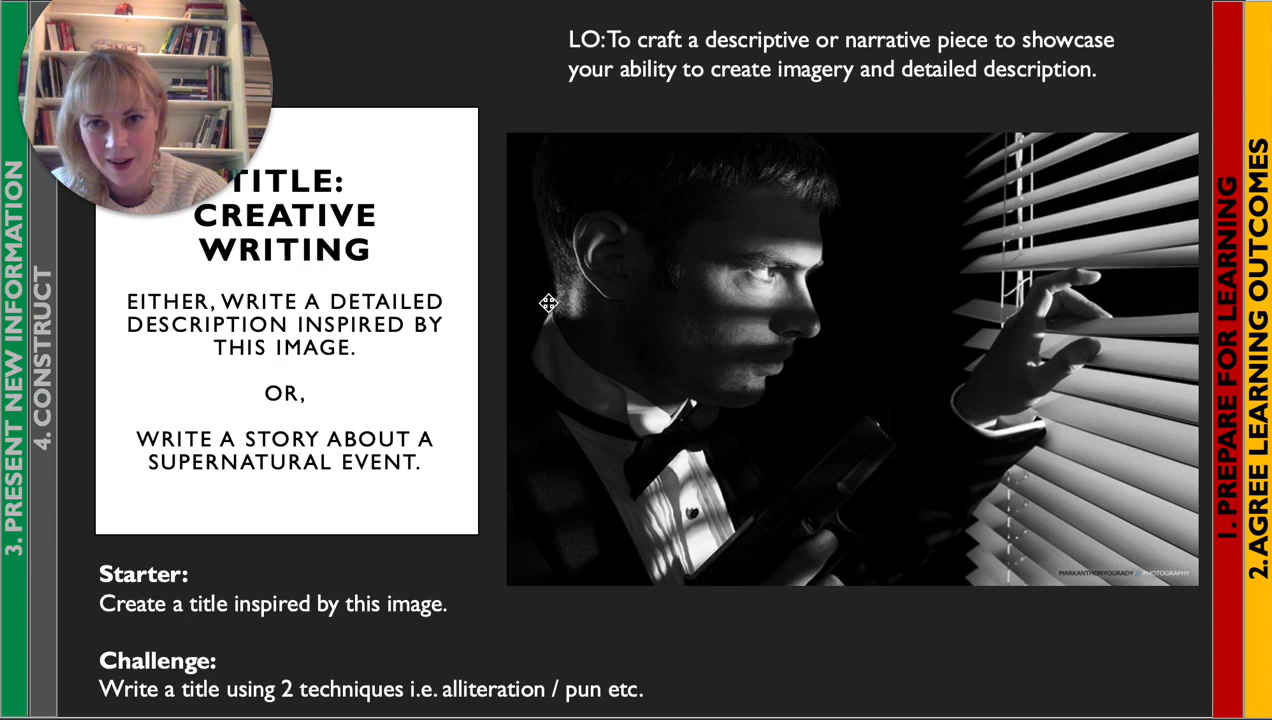 LO: To craft a descriptive or narrative piece to showcase
your ability to create imagery and detailed description.
TITLE:
CREATIVE
WRITING
EITHER, WRITE A DETAILED
DESCRIPTION INSPIRED BY
THIS IMAGE.
OR,
WRITE A STORY ABOUT A
SUPERNATURAL EVENT.
Starter:
Create a title inspired by this image.
Challenge:
Write a title using 2 techniques i.e. alliteration / pun etc.
3. PRESENT NEW INFORMATION
4. CONSTRUCT
1. PREPARE FOR LEARNING
2. AGREE LEARNING OUTCOMES
MARKANTHONYOGRADY // PHOTOGRAPHY